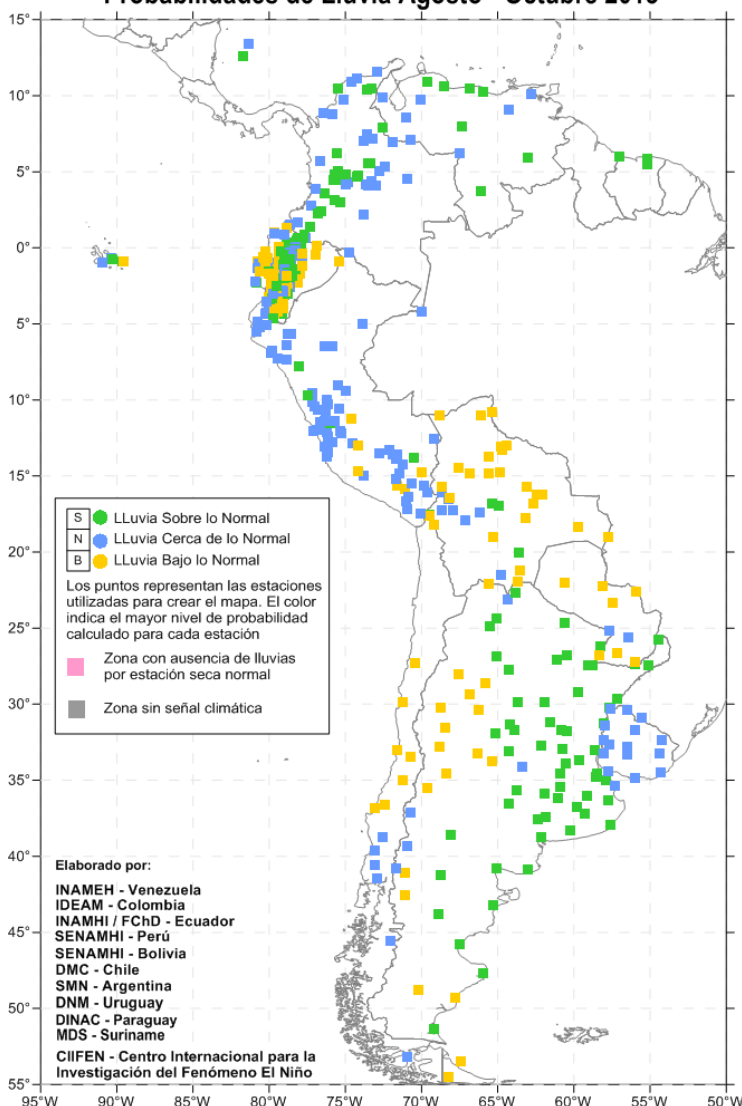 15°
10°
5°
0°
5°
10°
15°
20°
25°
30°
35°
40°
45°
50°
55°
S LLuvia Sobre lo Normal
N LLuvia Cerca de lo Normal
B LLuvia Bajo lo Normal
Los puntos representan las estaciones
utilizadas para crear el mapa. El color
indica el mayor nivel de probabilidad
calculado para cada estación
Zona con ausencia de lluvias
por estación seca normal
Zona sin señal climática
Elaborado por:
INAMEH - Venezuela
IDEAM - Colombia
INAMHI / FChD - Ecuador
SENAMHI - Perú
SENAMHI - Bolivia
DMC - Chile
SMN - Argentina
DNM - Uruguay
DINAC - Paraguay
MDS - Suriname
CIIFEN - Centro Internacional para la
Investigación del Fenómeno El Niño
95°W 90°W 85°W 80°W 75°W 70°W 65°W 60°W 55°W 50°W